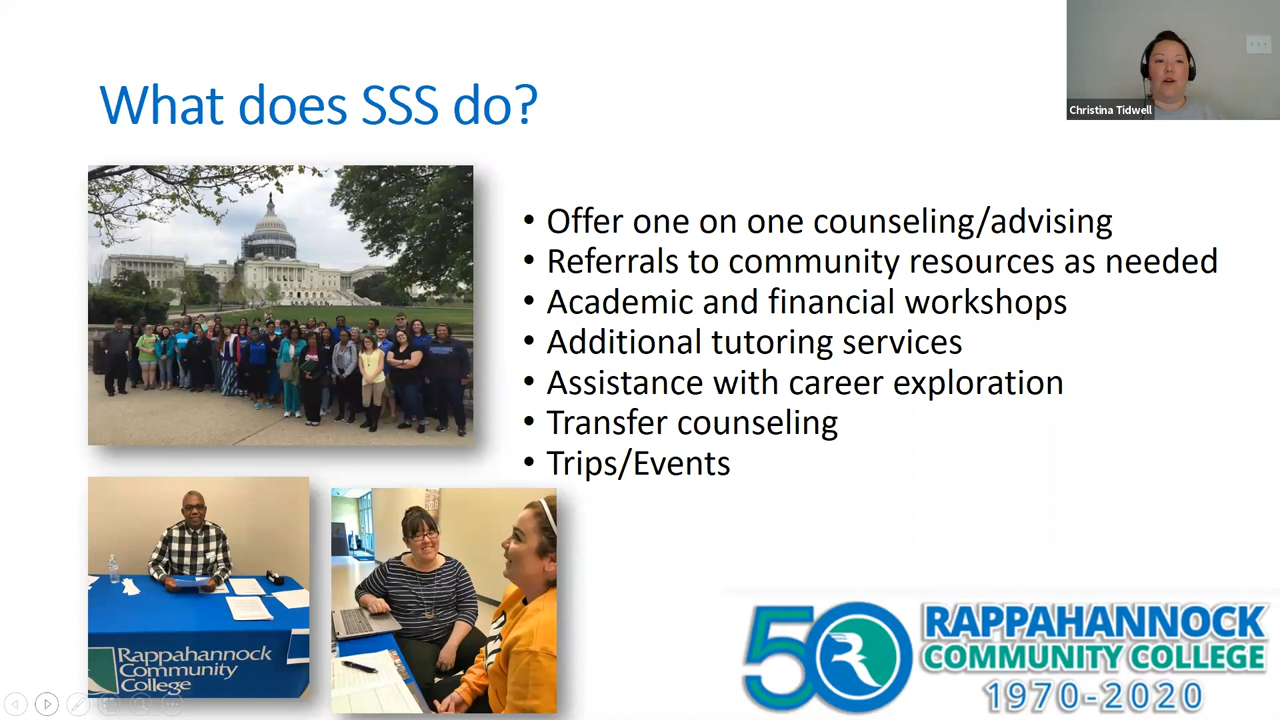 What does SSS do?
Christina Tidwell
• Offer one on one counseling/advising
• Referrals to community resources as needed
• Academic and financial workshops
• Additional tutoring services
• Assistance with career exploration
• Transfer counseling
• Trips/Events
Rappahannock
Community
College
50 RAPPAHANNOCK
COMMUNITY COLLEGE
1970-2020